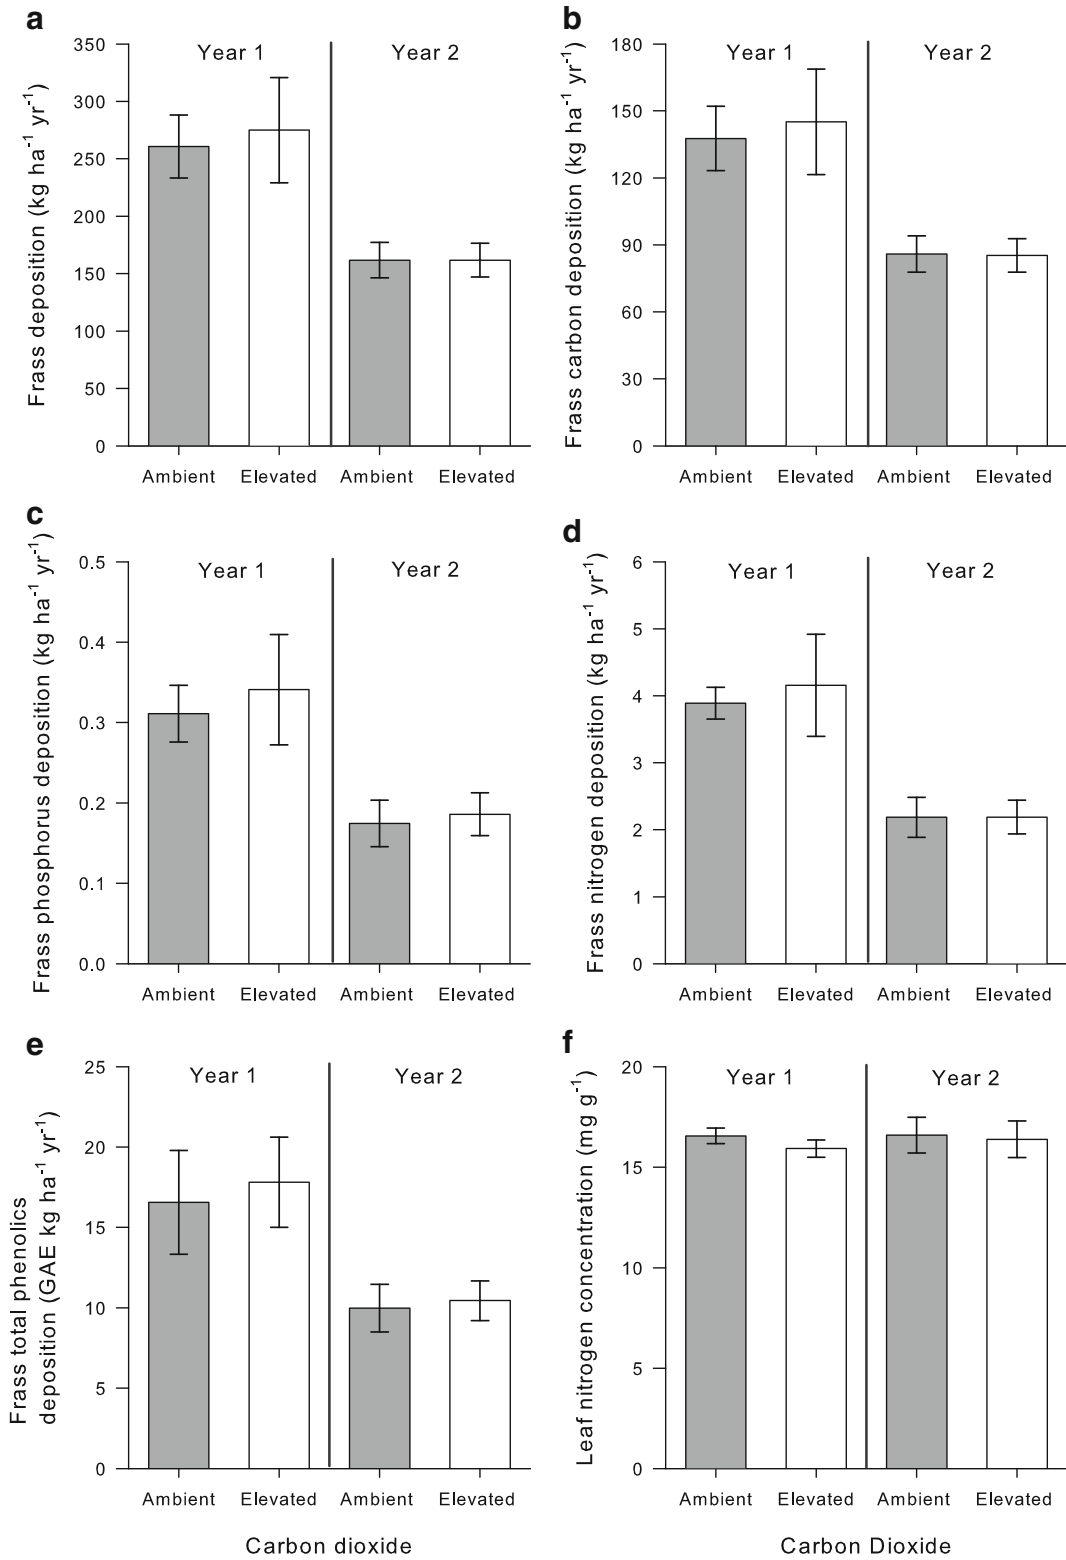 a
Frass deposition (kg ha⁻¹ yr⁻¹)
350
300
250
200
150
100
50
0
Year 1
Year 2
Ambient
Elevated
Ambient
Elevated
b
Frass carbon deposition (kg ha⁻¹ yr⁻¹)
180
150
120
90
60
30
0
Year 1
Year 2
Ambient
Elevated
Ambient
Elevated
c
Frass phosphorus deposition (kg ha⁻¹ yr⁻¹)
0.5
0.4
0.3
0.2
0.1
0.0
Year 1
Year 2
Ambient
Elevated
Ambient
Elevated
d
Frass nitrogen deposition (kg ha⁻¹ yr⁻¹)
6
5
4
3
2
1
0
Year 1
Year 2
Ambient
Elevated
Ambient
Elevated
e
Frass total phenolics
deposition (GAE kg ha⁻¹ yr⁻¹)
25
20
15
10
5
0
Year 1
Year 2
Ambient
Elevated
Ambient
Elevated
Carbon dioxide
f
Leaf nitrogen concentration (mg g⁻¹)
20
15
10
5
0
Year 1
Year 2
Ambient
Elevated
Ambient
Elevated
Carbon Dioxide